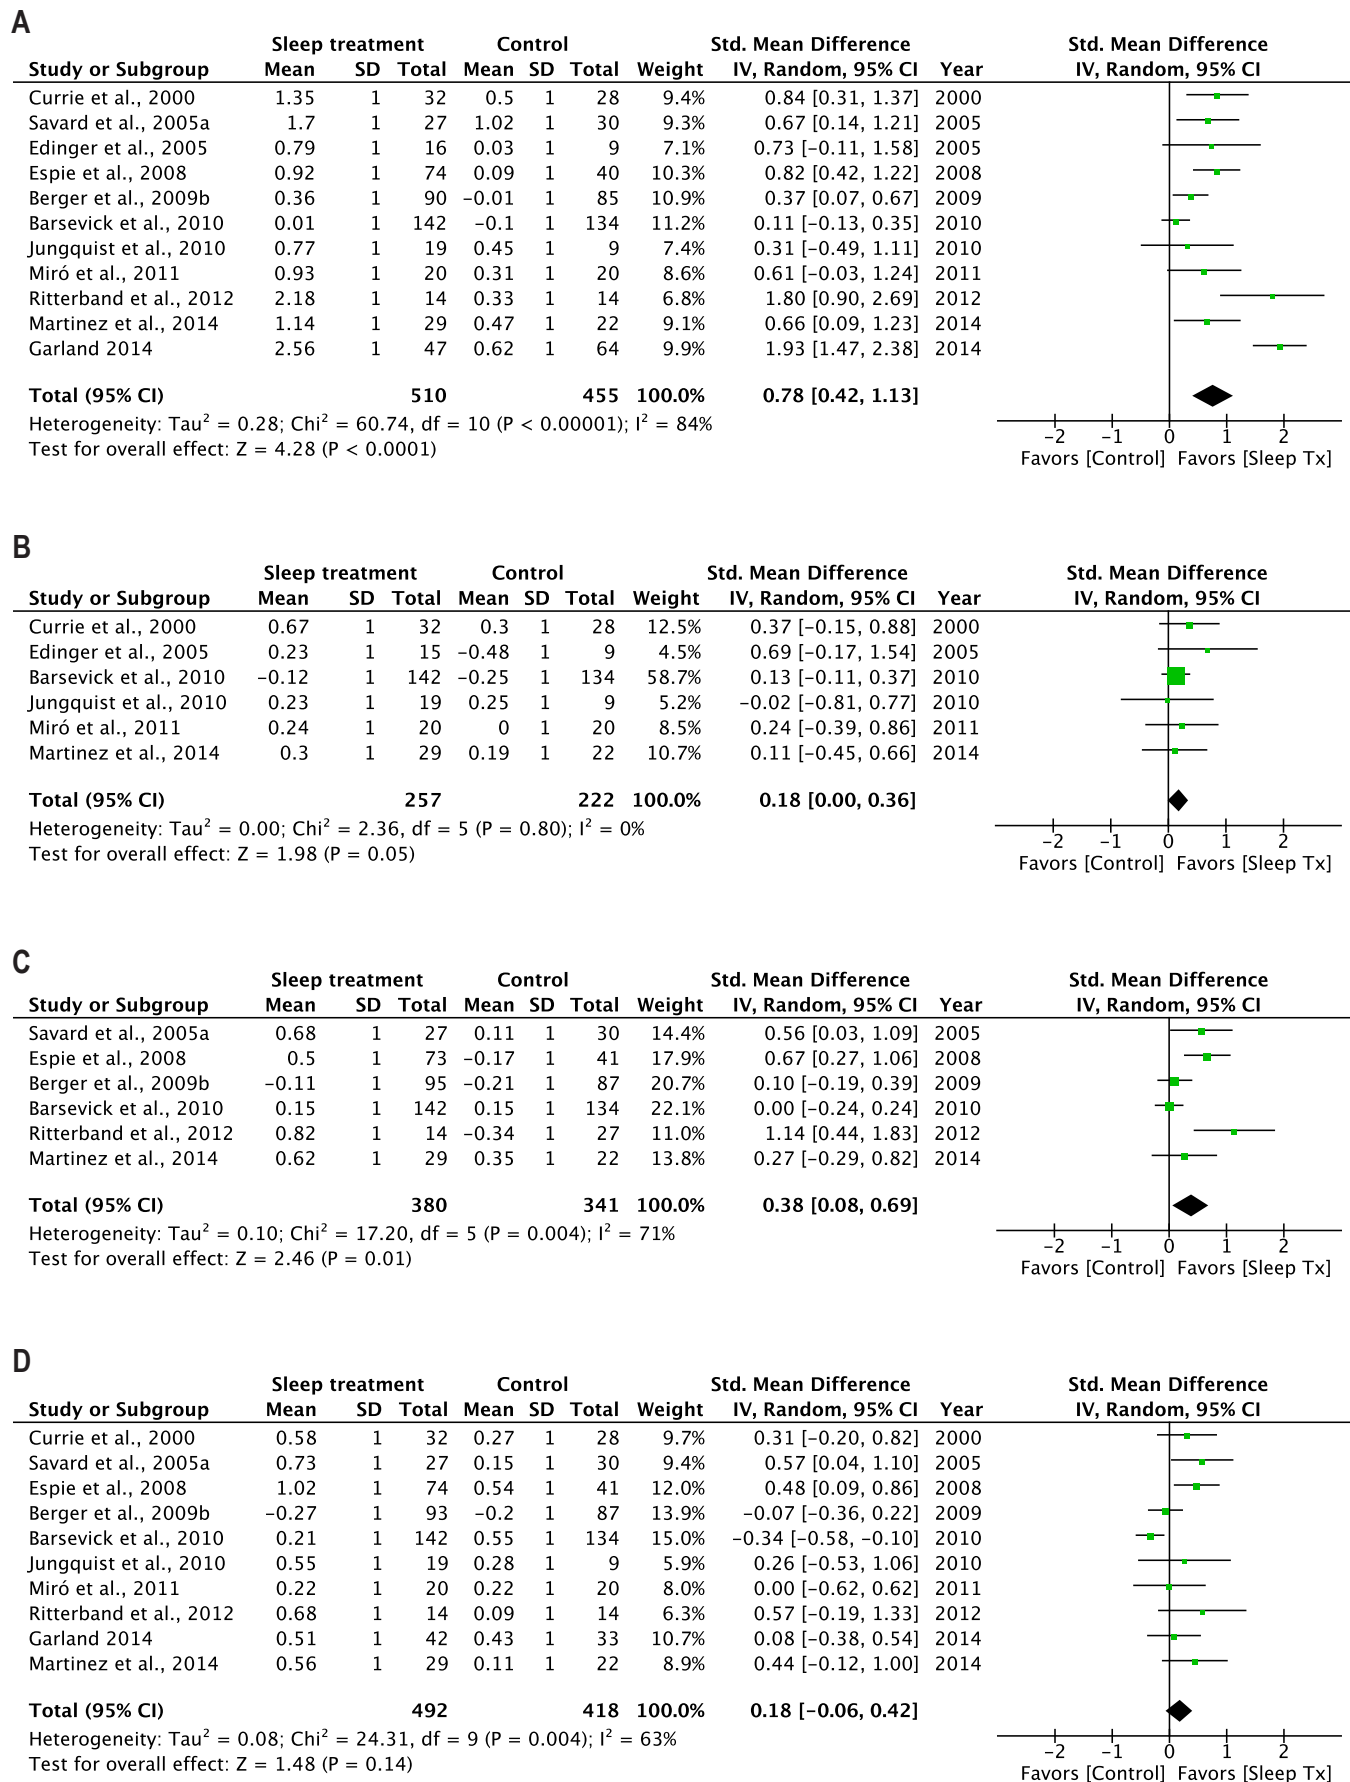 A
Sleep treatment Control Std. Mean Difference Std. Mean Difference
Study or Subgroup Mean SD Total Mean SD Total Weight IV, Random, 95% CI Year IV, Random, 95% CI
Currie et al., 2000 1.35 1 32 0.5 1 28 9.4% 0.84 [0.31, 1.37] 2000
Savard et al., 2005a 1.7 1 27 1.02 1 30 9.3% 0.67 [0.14, 1.21] 2005
Edinger et al., 2005 0.79 1 16 0.03 1 9 7.1% 0.73 [−0.11, 1.58] 2005
Espie et al., 2008 0.92 1 74 0.09 1 40 10.3% 0.82 [0.42, 1.22] 2008
Berger et al., 2009b 0.36 1 90 −0.01 1 85 10.9% 0.37 [0.07, 0.67] 2009
Barsevick et al., 2010 0.01 1 142 −0.1 1 134 11.2% 0.11 [−0.13, 0.35] 2010
Jungquist et al., 2010 0.77 1 19 0.45 1 9 7.4% 0.31 [−0.49, 1.11] 2010
Miró et al., 2011 0.93 1 20 0.31 1 20 8.6% 0.61 [−0.03, 1.24] 2011
Ritterband et al., 2012 2.18 1 14 0.33 1 14 6.8% 1.80 [0.90, 2.69] 2012
Martinez et al., 2014 1.14 1 29 0.47 1 22 9.1% 0.66 [0.09, 1.23] 2014
Garland 2014 2.56 1 47 0.62 1 64 9.9% 1.93 [1.47, 2.38] 2014
Total (95% CI) 510 455 100.0% 0.78 [0.42, 1.13]
Heterogeneity: Tau² = 0.28; Chi² = 60.74, df = 10 (P < 0.00001); I² = 84%
Test for overall effect: Z = 4.28 (P < 0.0001)
−2 −1 0 1 2
Favors [Control] Favors [Sleep Tx]
B
Sleep treatment Control Std. Mean Difference Std. Mean Difference
Study or Subgroup Mean SD Total Mean SD Total Weight IV, Random, 95% CI Year IV, Random, 95% CI
Currie et al., 2000 0.67 1 32 0.3 1 28 12.5% 0.37 [−0.15, 0.88] 2000
Edinger et al., 2005 0.23 1 15 −0.48 1 9 4.5% 0.69 [−0.17, 1.54] 2005
Barsevick et al., 2010 −0.12 1 142 −0.25 1 134 58.7% 0.13 [−0.11, 0.37] 2010
Jungquist et al., 2010 0.23 1 19 0.25 1 9 5.2% −0.02 [−0.81, 0.77] 2010
Miró et al., 2011 0.24 1 20 0 1 20 8.5% 0.24 [−0.39, 0.86] 2011
Martinez et al., 2014 0.3 1 29 0.19 1 22 10.7% 0.11 [−0.45, 0.66] 2014
Total (95% CI) 257 222 100.0% 0.18 [0.00, 0.36]
Heterogeneity: Tau² = 0.00; Chi² = 2.36, df = 5 (P = 0.80); I² = 0%
Test for overall effect: Z = 1.98 (P = 0.05)
−2 −1 0 1 2
Favors [Control] Favors [Sleep Tx]
C
Sleep treatment Control Std. Mean Difference Std. Mean Difference
Study or Subgroup Mean SD Total Mean SD Total Weight IV, Random, 95% CI Year IV, Random, 95% CI
Savard et al., 2005a 0.68 1 27 0.11 1 30 14.4% 0.56 [0.03, 1.09] 2005
Espie et al., 2008 0.5 1 73 −0.17 1 41 17.9% 0.67 [0.27, 1.06] 2008
Berger et al., 2009b −0.11 1 95 −0.21 1 87 20.7% 0.10 [−0.19, 0.39] 2009
Barsevick et al., 2010 0.15 1 142 0.15 1 134 22.1% 0.00 [−0.24, 0.24] 2010
Ritterband et al., 2012 0.82 1 14 −0.34 1 27 11.0% 1.14 [0.44, 1.83] 2012
Martinez et al., 2014 0.62 1 29 0.35 1 22 13.8% 0.27 [−0.29, 0.82] 2014
Total (95% CI) 380 341 100.0% 0.38 [0.08, 0.69]
Heterogeneity: Tau² = 0.10; Chi² = 17.20, df = 5 (P = 0.004); I² = 71%
Test for overall effect: Z = 2.46 (P = 0.01)
−2 −1 0 1 2
Favors [Control] Favors [Sleep Tx]
D
Sleep treatment Control Std. Mean Difference Std. Mean Difference
Study or Subgroup Mean SD Total Mean SD Total Weight IV, Random, 95% CI Year IV, Random, 95% CI
Currie et al., 2000 0.58 1 32 0.27 1 28 9.7% 0.31 [−0.20, 0.82] 2000
Savard et al., 2005a 0.73 1 27 0.15 1 30 9.4% 0.57 [0.04, 1.10] 2005
Espie et al., 2008 1.02 1 74 0.54 1 41 12.0% 0.48 [0.09, 0.86] 2008
Berger et al., 2009b −0.27 1 93 −0.2 1 87 13.9% −0.07 [−0.36, 0.22] 2009
Barsevick et al., 2010 0.21 1 142 0.55 1 134 15.0% −0.34 [−0.58, −0.10] 2010
Jungquist et al., 2010 0.55 1 19 0.28 1 9 5.9% 0.26 [−0.53, 1.06] 2010
Miró et al., 2011 0.22 1 20 0.22 1 20 8.0% 0.00 [−0.62, 0.62] 2011
Ritterband et al., 2012 0.68 1 14 0.09 1 14 6.3% 0.57 [−0.19, 1.33] 2012
Garland 2014 0.51 1 42 0.43 1 33 10.7% 0.08 [−0.38, 0.54] 2014
Martinez et al., 2014 0.56 1 29 0.11 1 22 8.9% 0.44 [−0.12, 1.00] 2014
Total (95% CI) 492 418 100.0% 0.18 [−0.06, 0.42]
Heterogeneity: Tau² = 0.08; Chi² = 24.31, df = 9 (P = 0.004); I² = 63%
Test for overall effect: Z = 1.48 (P = 0.14)
−2 −1 0 1 2
Favors [Control] Favors [Sleep Tx]